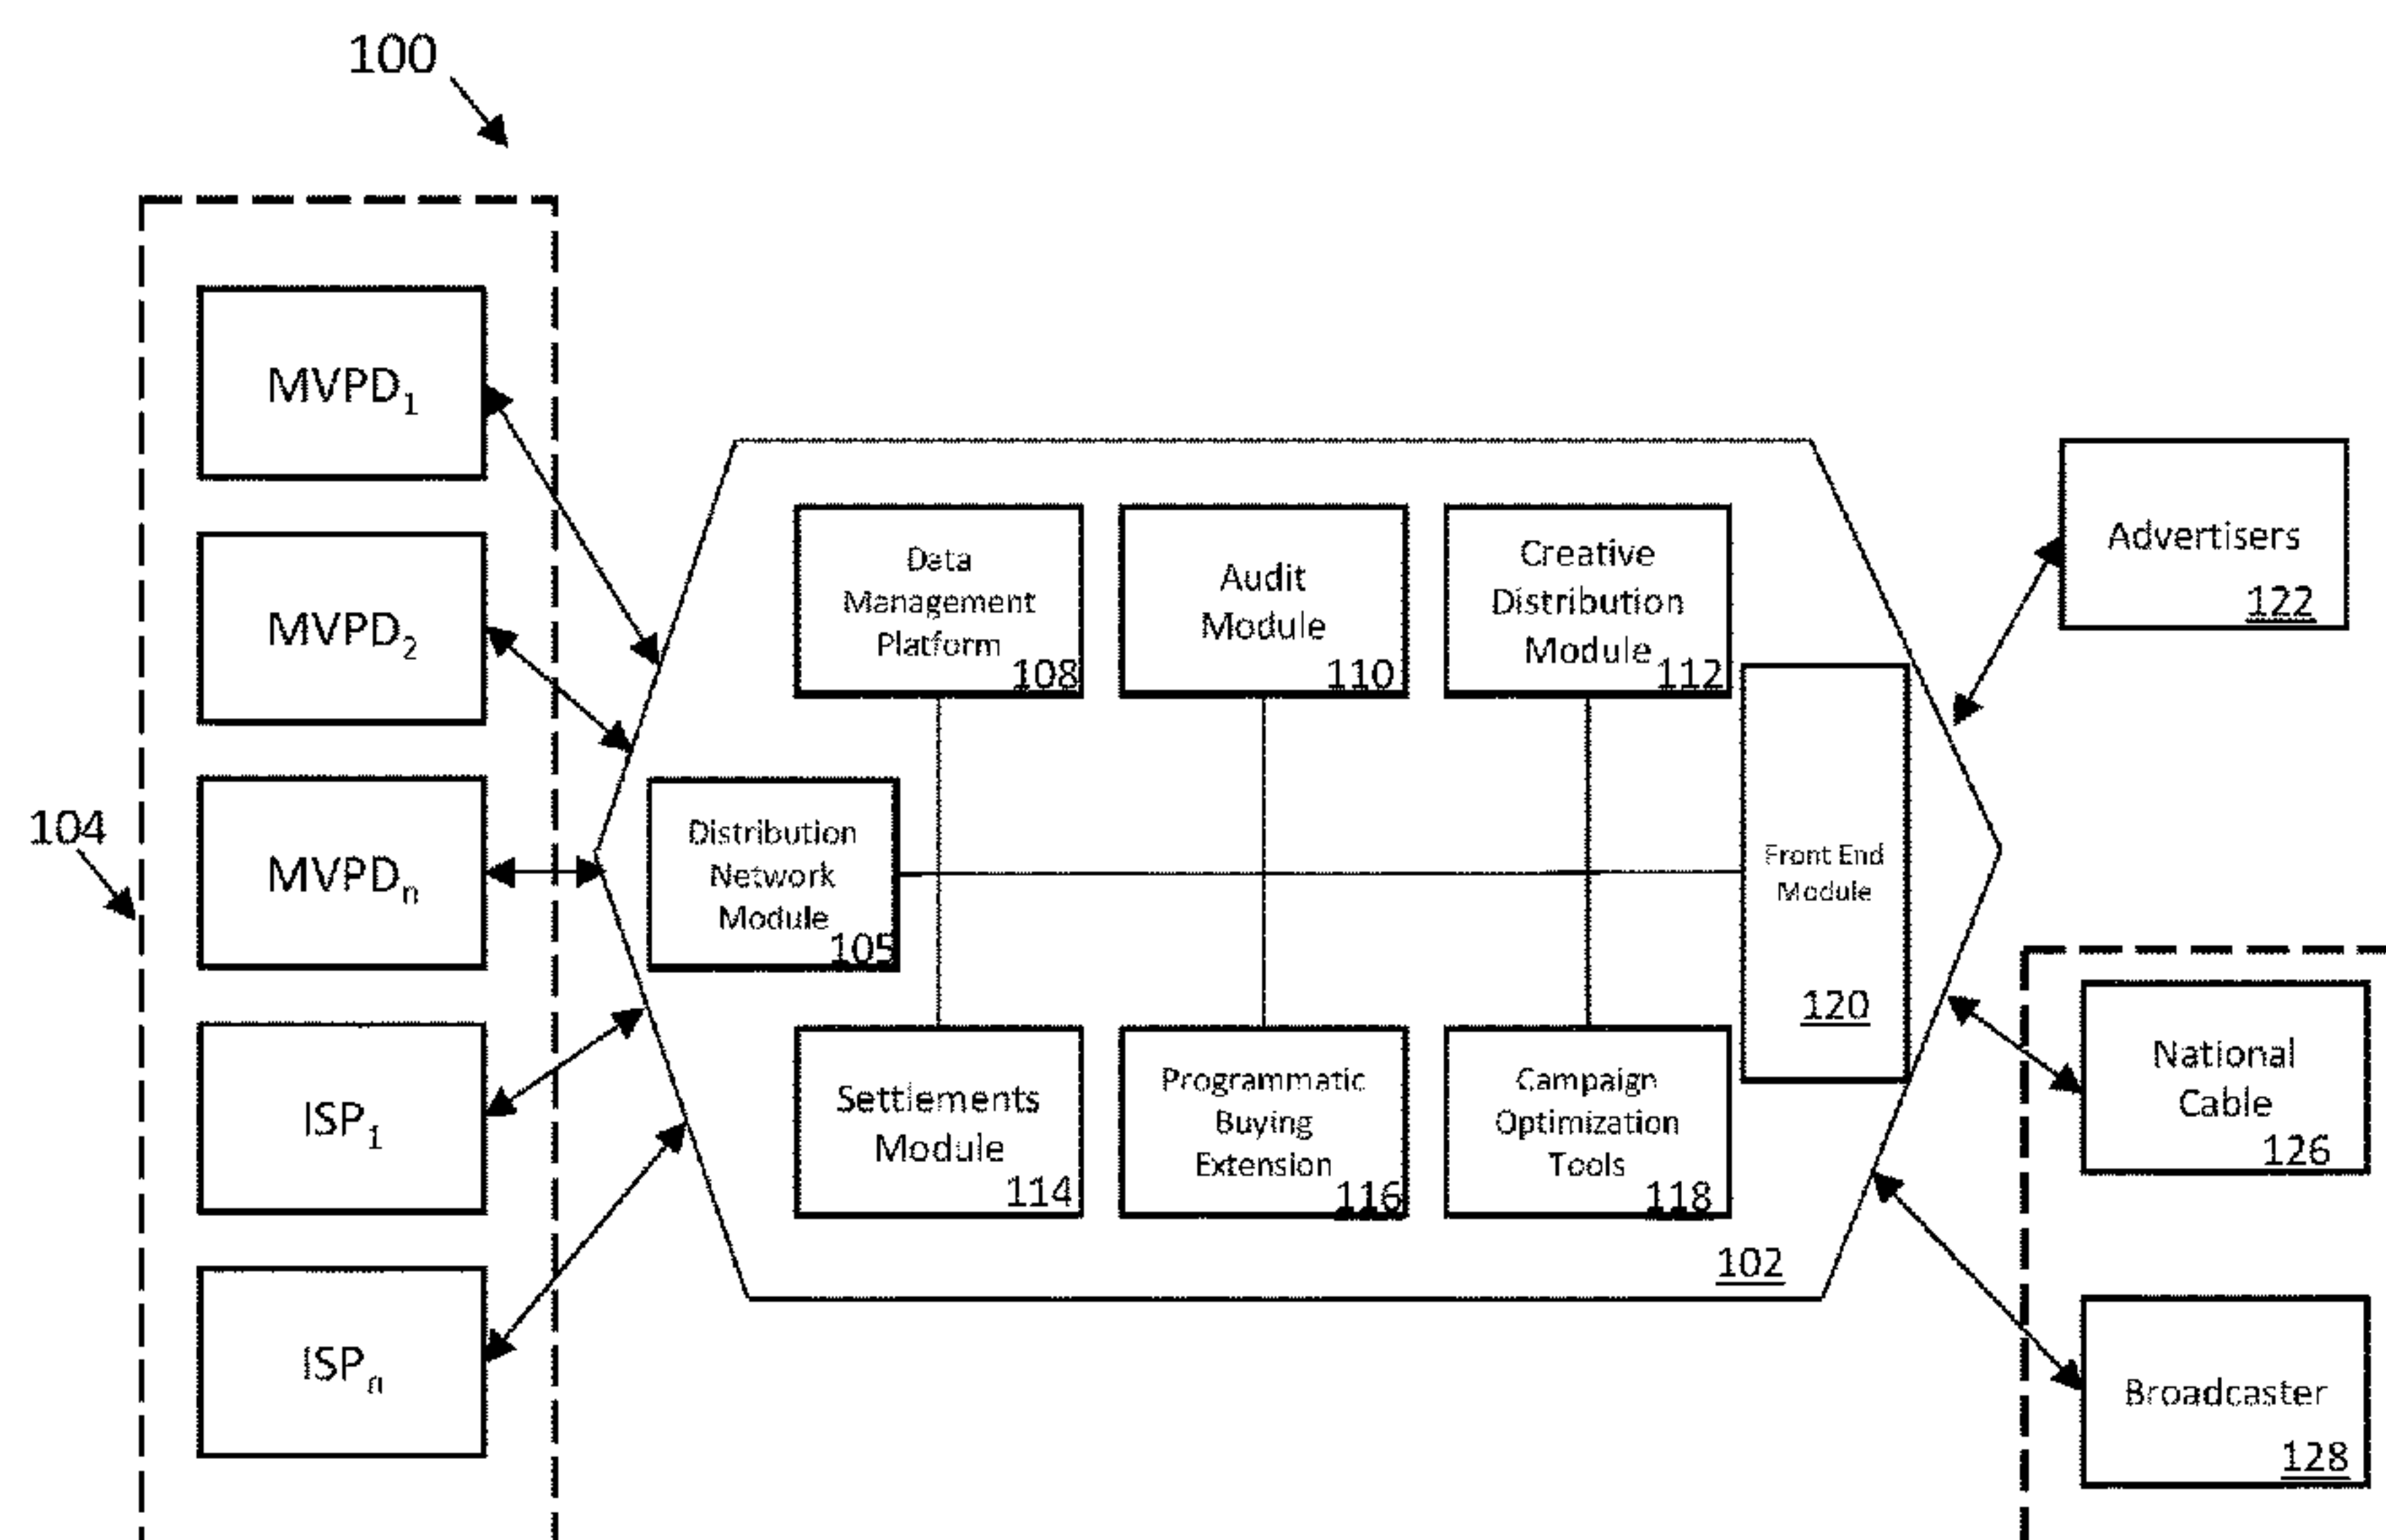 100
104
MVPD1
MVPD2
MVPDn
ISP1
ISPn
Data
Management
Platform
108
Audit
Module
110
Creative
Distribution
Module
112
Distribution
Network
Module
105
Front End
Module
120
Settlements
Module
114
Programmatic
Buying
Extension
116
Campaign
Optimization
Tools
118
102
Advertisers
122
National
Cable
126
Broadcaster
128